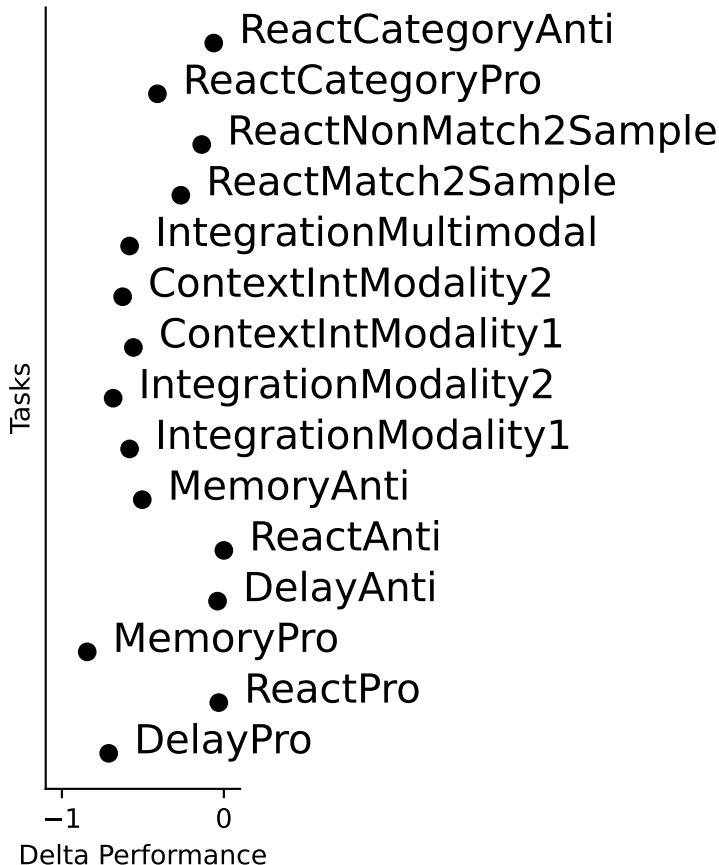 ReactCategoryAnti
ReactCategoryPro
ReactNonMatch2Sample
ReactMatch2Sample
IntegrationMultimodal
ContextIntModality2
ContextIntModality1
IntegrationModality2
IntegrationModality1
MemoryAnti
ReactAnti
DelayAnti
MemoryPro
ReactPro
DelayPro
Tasks
−1 0
Delta Performance